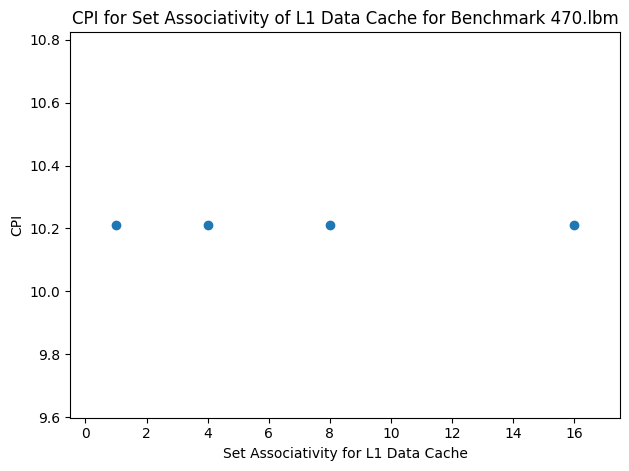 CPI for Set Associativity of L1 Data Cache for Benchmark 470.lbm
10.8
10.6
10.4
10.2
10.0
9.8
9.6
CPI
0 2 4 6 8 10 12 14 16
Set Associativity for L1 Data Cache